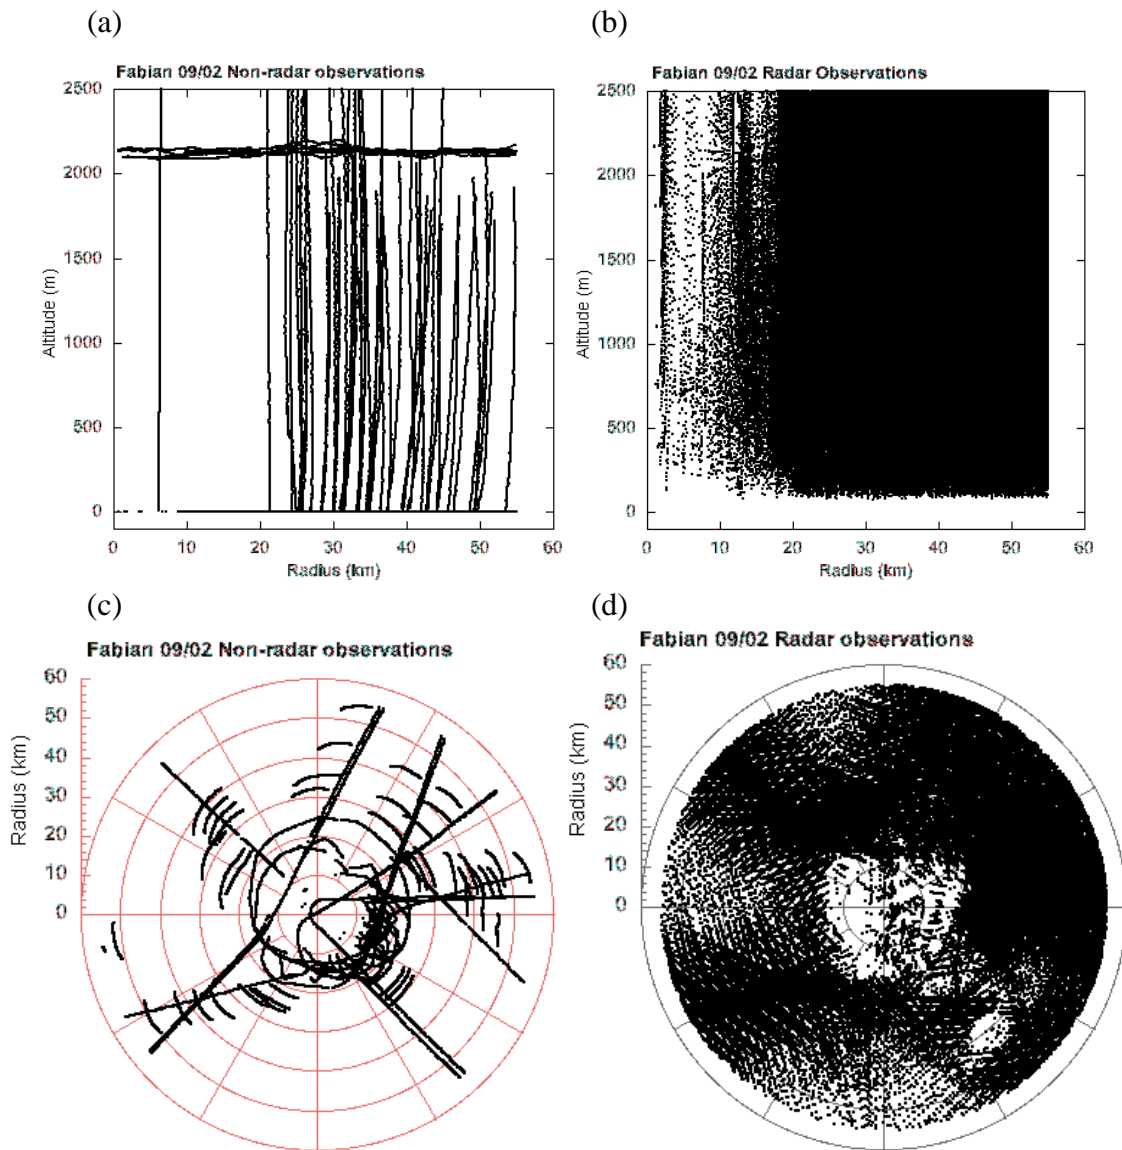 (a)
(b)
Fabian 09/02 Non-radar observations
Fabian 09/02 Radar Observations
2500
2000
1500
1000
500
0
Altitude (m)
0 10 20 30 40 50 60
Radius (km)
2500
2000
1500
1000
500
0
Altitude (m)
0 10 20 30 40 50 60
Radius (km)
(c)
(d)
Fabian 09/02 Non-radar observations
Fabian 09/02 Radar observations
60
50
40
30
20
10
0
Radius (km)
60
50
40
30
20
10
0
Radius (km)